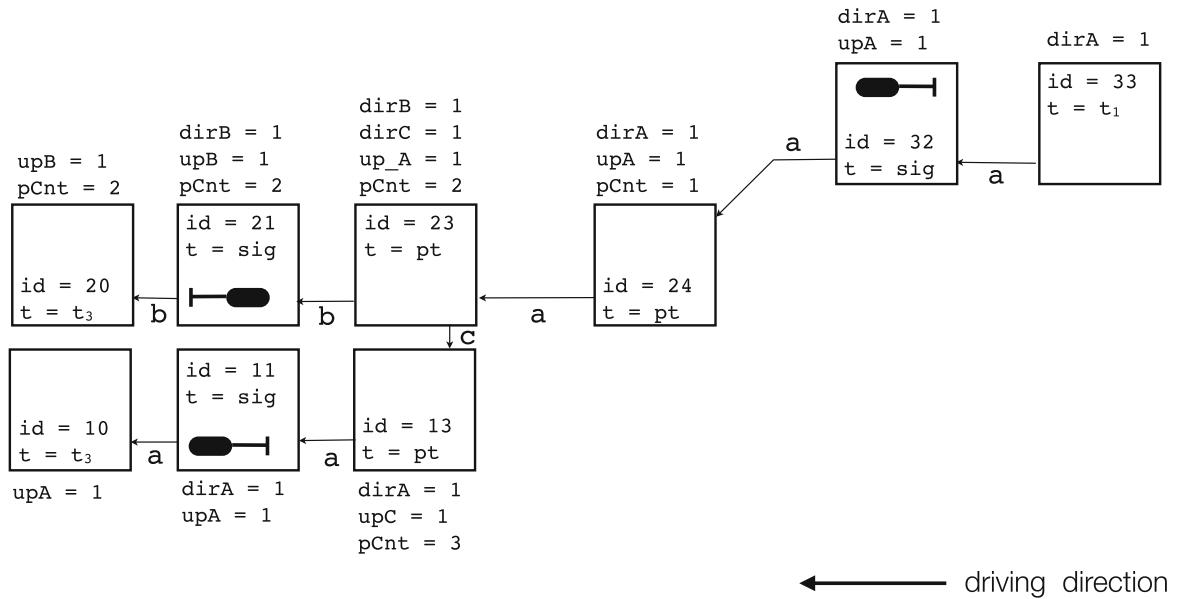 dirA = 1
upA = 1
dirA = 1
id = 33
t = t₁
id = 32
t = sig
a
a
dirB = 1
dirC = 1
up_A = 1
pCnt = 2
dirB = 1
upB = 1
pCnt = 2
dirA = 1
upA = 1
pCnt = 1
upB = 1
pCnt = 2
id = 21
t = sig
id = 23
t = pt
id = 20
t = t₃
id = 24
t = pt
b
b
a
c
id = 11
t = sig
id = 10
t = t₃
id = 13
t = pt
a
a
upA = 1
dirA = 1
upA = 1
dirA = 1
upC = 1
pCnt = 3
driving direction